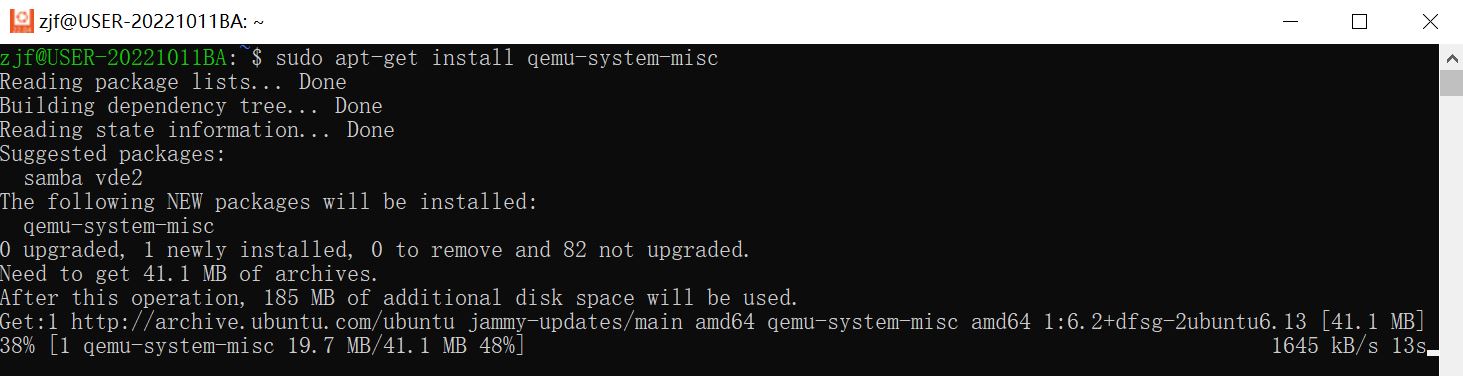 zjf@USER-20221011BA: ~
zjf@USER-20221011BA:~$ sudo apt-get install qemu-system-misc
Reading package lists... Done
Building dependency tree... Done
Reading state information... Done
Suggested packages:
  samba vde2
The following NEW packages will be installed:
  qemu-system-misc
0 upgraded, 1 newly installed, 0 to remove and 82 not upgraded.
Need to get 41.1 MB of archives.
After this operation, 185 MB of additional disk space will be used.
Get:1 http://archive.ubuntu.com/ubuntu jammy-updates/main amd64 qemu-system-misc amd64 1:6.2+dfsg-2ubuntu6.13 [41.1 MB]
38% [1 qemu-system-misc 19.7 MB/41.1 MB 48%] 1645 kB/s 13s